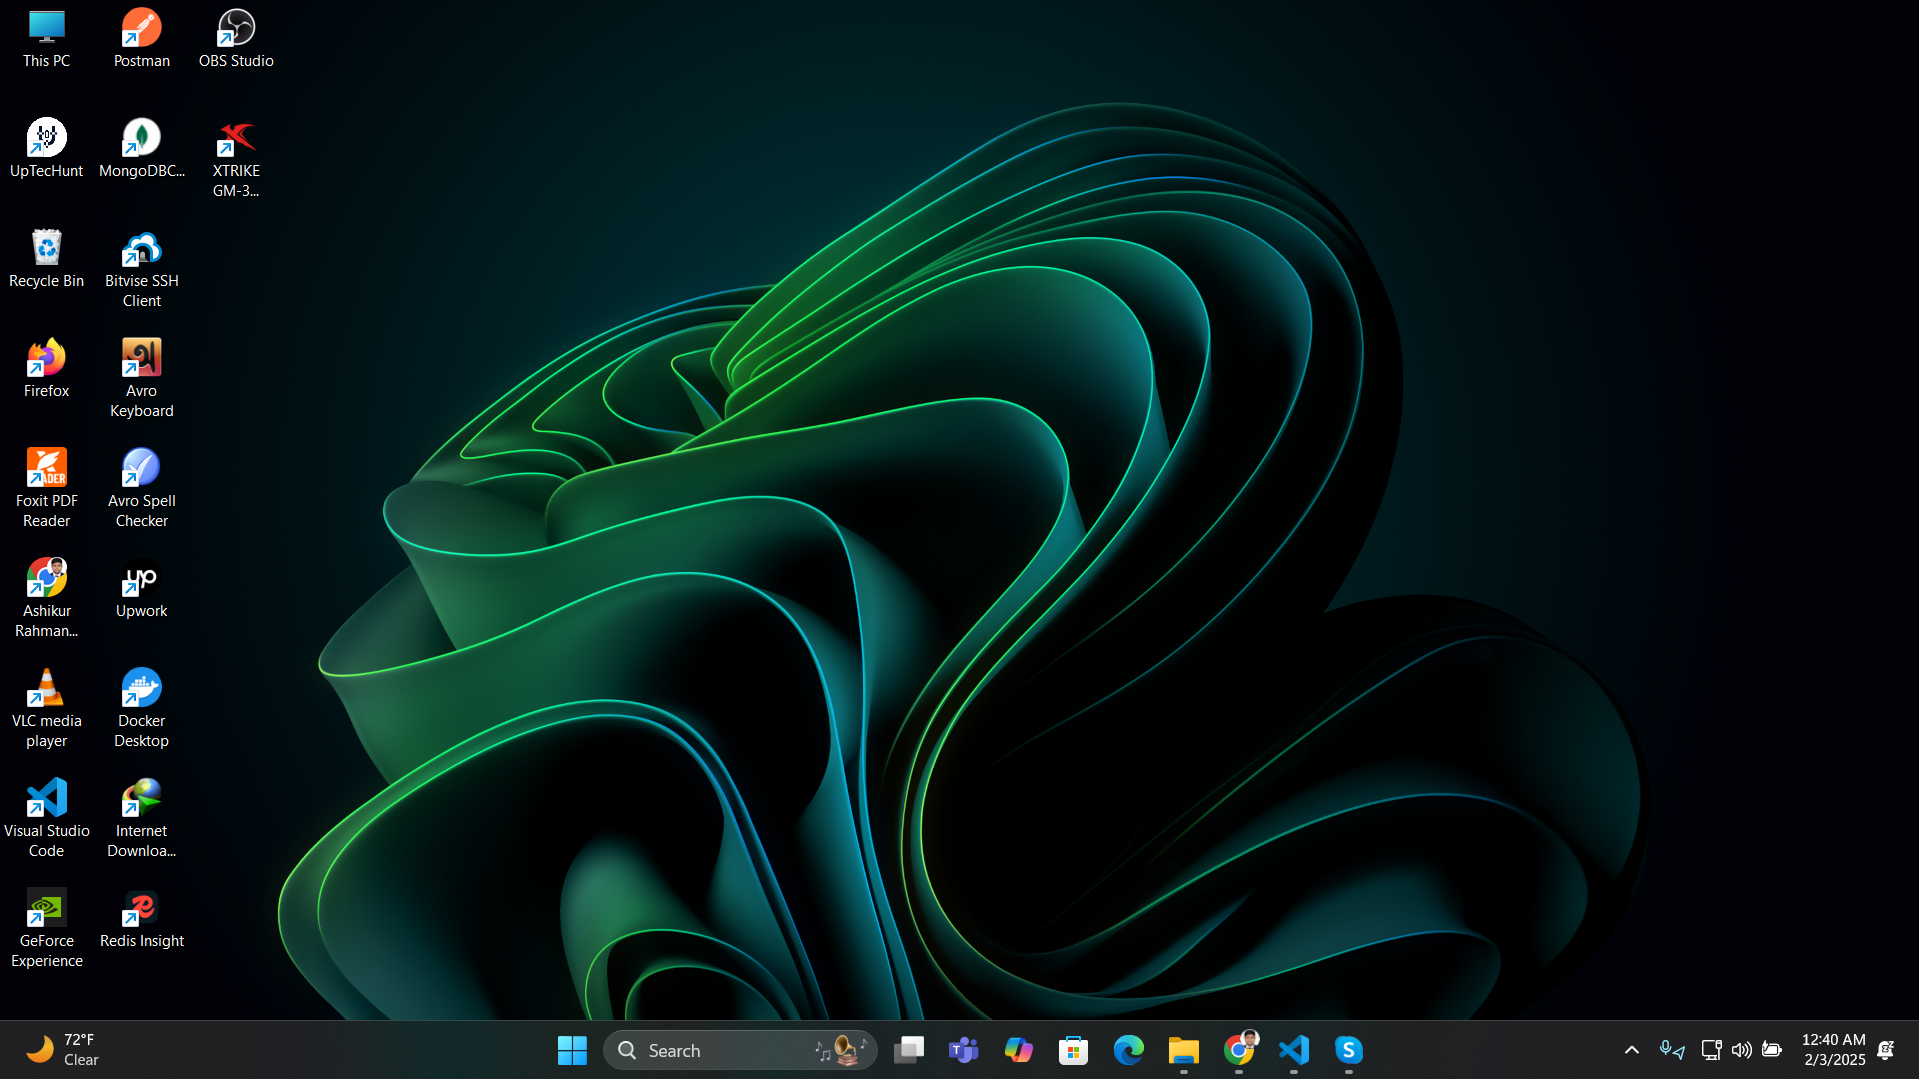 This PC
Postman
OBS Studio
UpTecHunt
MongoDBC...
XTRIKE
GM-3...
Recycle Bin
Bitvise SSH
Client
Firefox
Avro
Keyboard
Foxit PDF
Reader
Avro Spell
Checker
Ashikur
Rahman...
Upwork
VLC media
player
Docker
Desktop
Visual Studio
Code
Internet
Downloa...
GeForce
Experience
Redis Insight
72°F
Clear
Search
12:40 AM
2/3/2025